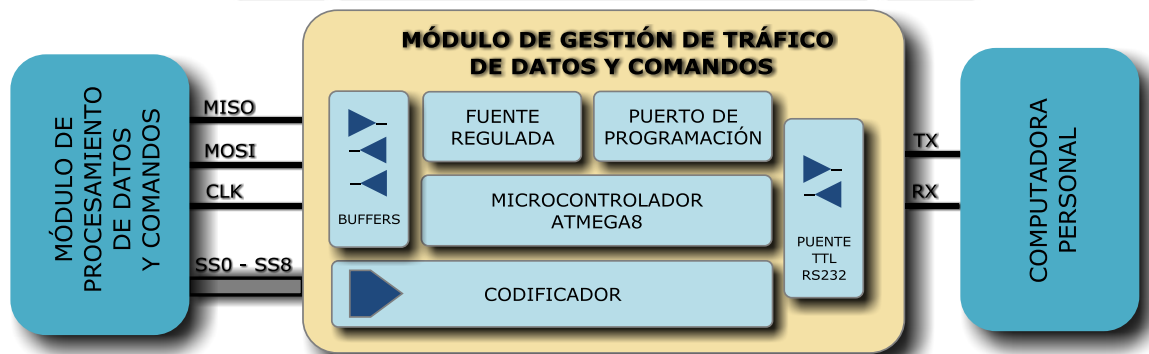 MÓDULO DE
PROCESAMIENTO
DE DATOS
Y COMANDOS
MISO
MOSI
CLK
SS0 - SS8
MÓDULO DE GESTIÓN DE TRÁFICO
DE DATOS Y COMANDOS
BUFFERS
FUENTE
REGULADA
PUERTO DE
PROGRAMACIÓN
MICROCONTROLADOR
ATMEGA8
CODIFICADOR
PUENTE
TTL
RS232
TX
RX
COMPUTADORA
PERSONAL